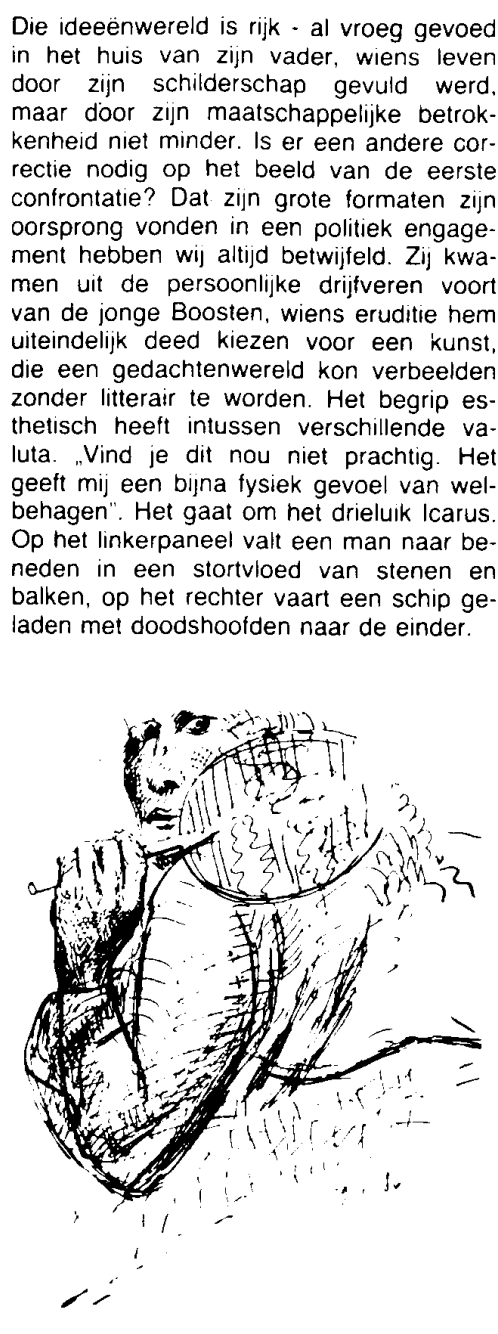 Die ideeënwereld is rijk - al vroeg gevoed
in het huis van zijn vader, wiens leven
door zijn schilderschap gevuld werd,
maar door zijn maatschappelijke betrok-
kenheid niet minder. Is er een andere cor-
rectie nodig op het beeld van de eerste
confrontatie? Dat zijn grote formaten zijn
oorsprong vonden in een politiek engage-
ment hebben wij altijd betwijfeld. Zij kwa-
men uit de persoonlijke drijfveren voort
van de jonge Boosten, wiens eruditie hem
uiteindelijk deed kiezen voor een kunst,
die een gedachtenwereld kon verbeelden
zonder litterair te worden. Het begrip es-
thetisch heeft intussen verschillende va-
luta. „Vind je dit nou niet prachtig. Het
geeft mij een bijna fysiek gevoel van wel-
behagen". Het gaat om het drieluik Icarus.
Op het linkerpaneel valt een man naar be-
neden in een stortvloed van stenen en
balken, op het rechter vaart een schip ge-
laden met doodshoofden naar de einder.